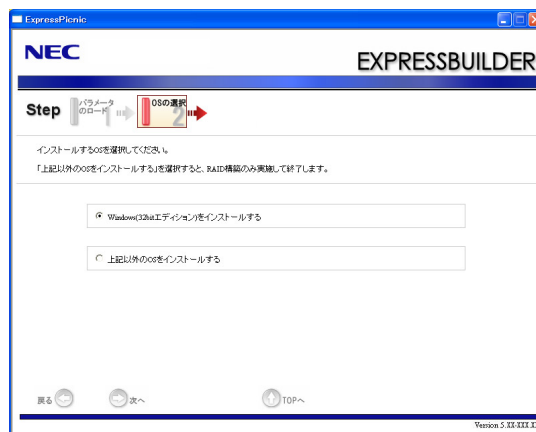 ExpressPicnic
NEC
EXPRESSBUILDER
Step
パラメータ
のロード
1
OSの選択
2
インストールするOSを選択してください。
「上記以外のOSをインストールする」を選択すると、RAID構築のみ実施して終了します。
Windows(32bitエディション)をインストールする
上記以外のOSをインストールする
戻る
次へ
TOPへ
Version 5.XX-XXX.X